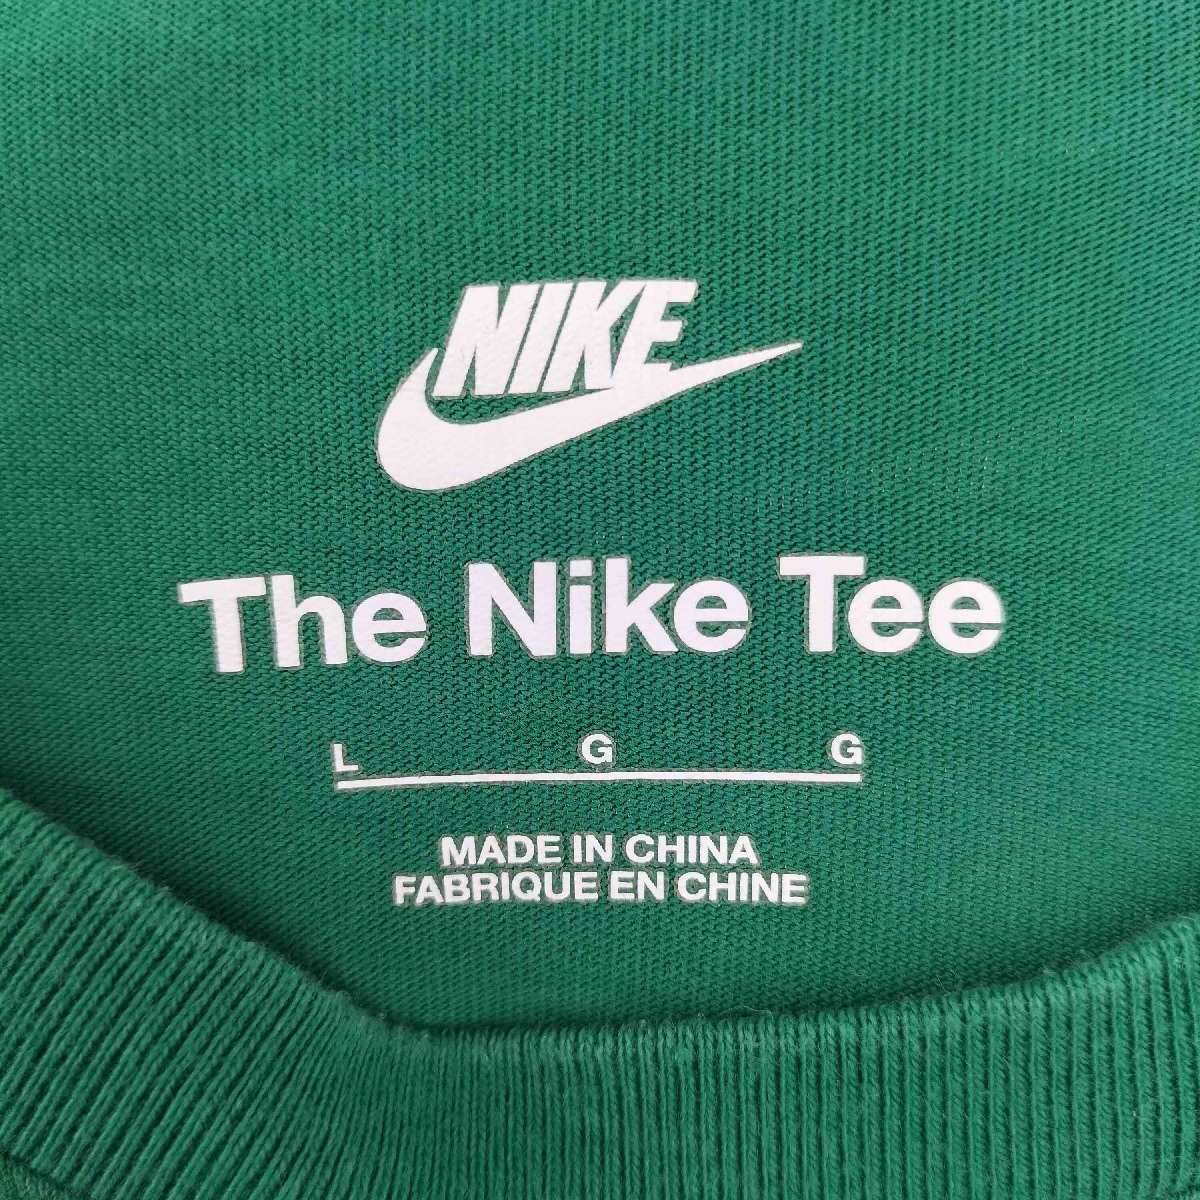 NIKE
The Nike Tee
L G G
MADE IN CHINA
FABRIQUE EN CHINE